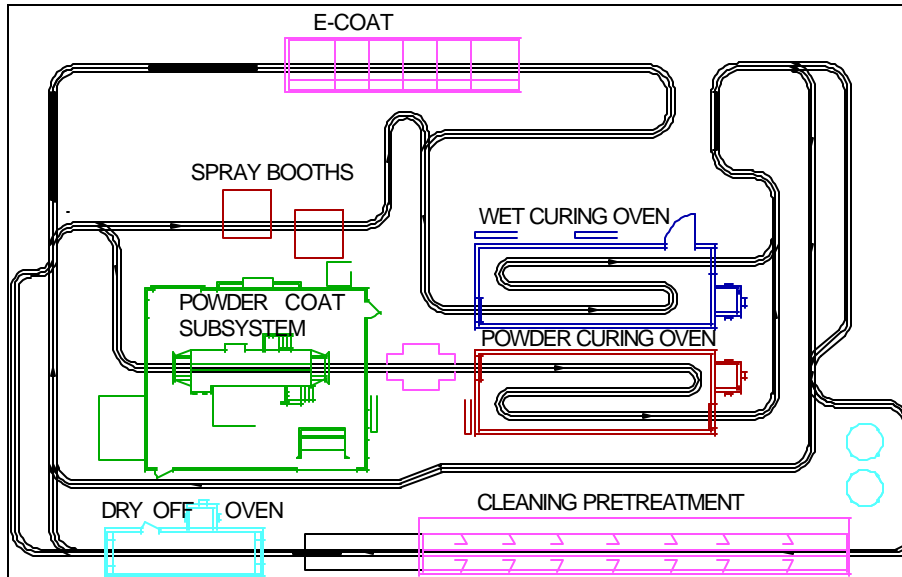 E-COAT
SPRAY BOOTHS
WET CURING OVEN
POWDER COAT
SUBSYSTEM
POWDER CURING OVEN
DRY OFF OVEN
CLEANING PRETREATMENT